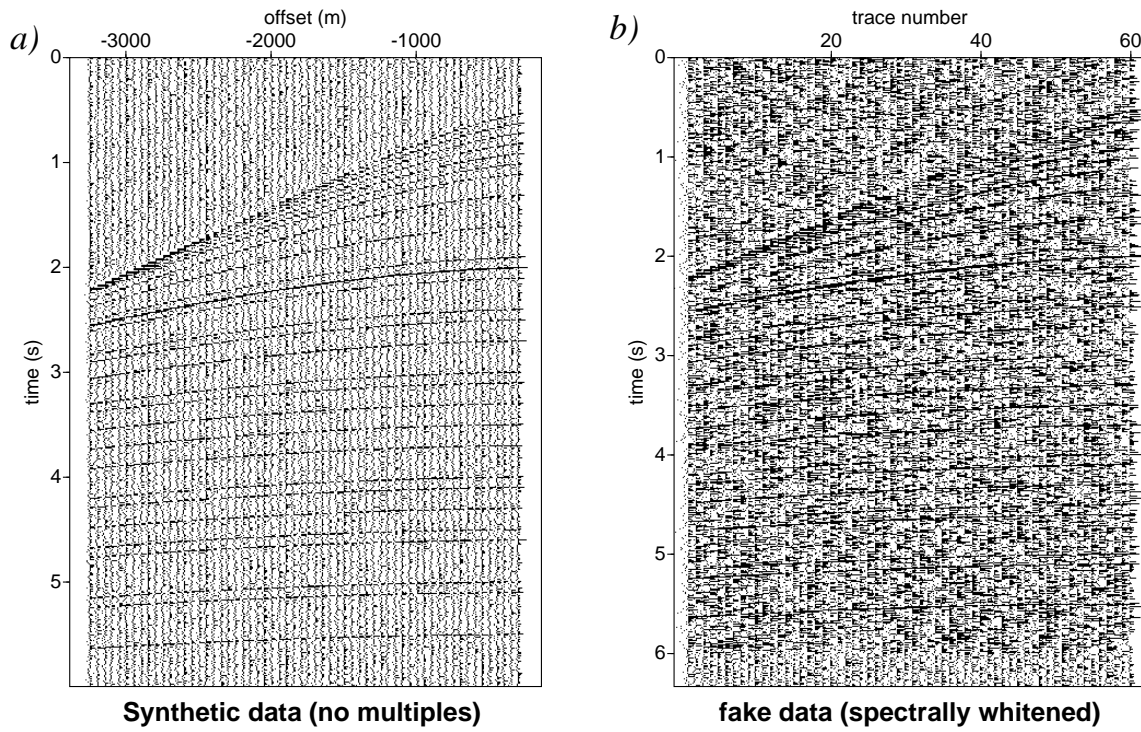 a)
offset (m)
-3000 -2000 -1000
0
1
2
3
4
5
time (s)
Synthetic data (no multiples)
b)
trace number
20 40 60
0
1
2
3
4
5
6
time (s)
fake data (spectrally whitened)